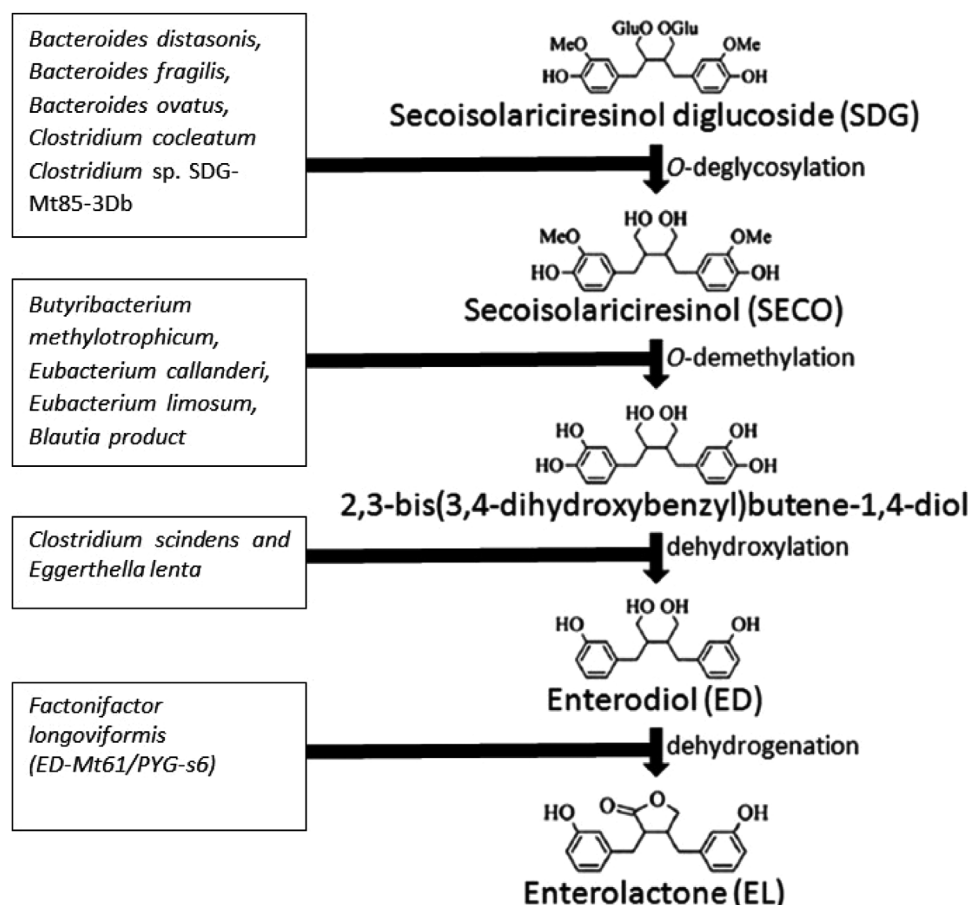 Bacteroides distasonis,
Bacteroides fragilis,
Bacteroides ovatus,
Clostridium cocleatum
Clostridium sp. SDG-
Mt85-3Db
GluO OGlu
MeO OMe
HO OH
Secoisolariciresinol diglucoside (SDG)
O-deglycosylation
HO OH
MeO OMe
HO OH
Secoisolariciresinol (SECO)
Butyribacterium
methylotrophicum,
Eubacterium callanderi,
Eubacterium limosum,
Blautia product
O-demethylation
HO OH
HO OH
HO OH
2,3-bis(3,4-dihydroxybenzyl)butene-1,4-diol
Clostridium scindens and
Eggerthella lenta
dehydroxylation
HO OH
HO OH
Enterodiol (ED)
Factonifactor
longoviformis
(ED-Mt61/PYG-s6)
dehydrogenation
HO O O OH
Enterolactone (EL)